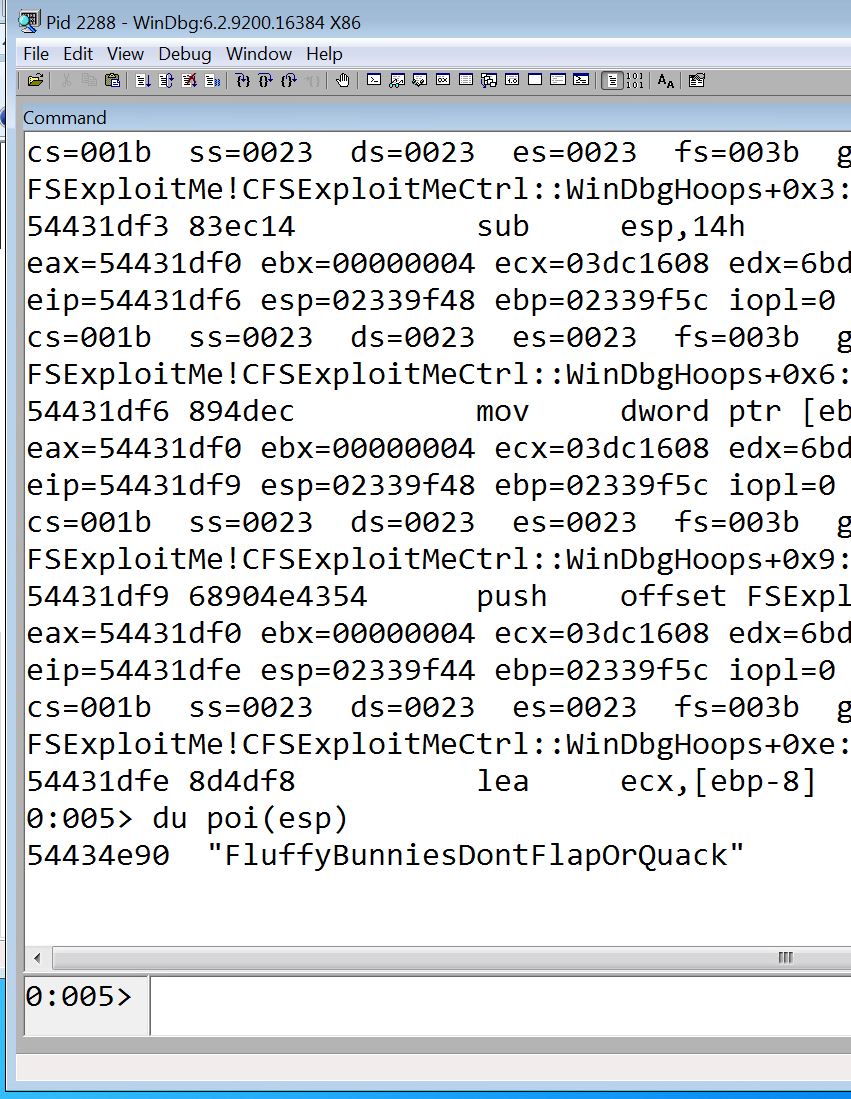 Pid 2288 - WinDbg:6.2.9200.16384 X86
File Edit View Debug Window Help
Command
cs=001b  ss=0023  ds=0023  es=0023  fs=003b  g
FSExploitMe!CFSExploitMeCtrl::WinDbgHoops+0x3:
54431df3 83ec14          sub     esp,14h
eax=54431df0 ebx=00000004 ecx=03dc1608 edx=6bd
eip=54431df6 esp=02339f48 ebp=02339f5c iopl=0
cs=001b  ss=0023  ds=0023  es=0023  fs=003b  g
FSExploitMe!CFSExploitMeCtrl::WinDbgHoops+0x6:
54431df6 894dec          mov     dword ptr [eb
eax=54431df0 ebx=00000004 ecx=03dc1608 edx=6bd
eip=54431df9 esp=02339f48 ebp=02339f5c iopl=0
cs=001b  ss=0023  ds=0023  es=0023  fs=003b  g
FSExploitMe!CFSExploitMeCtrl::WinDbgHoops+0x9:
54431df9 68904e4354      push    offset FSExpl
eax=54431df0 ebx=00000004 ecx=03dc1608 edx=6bd
eip=54431dfe esp=02339f44 ebp=02339f5c iopl=0
cs=001b  ss=0023  ds=0023  es=0023  fs=003b  g
FSExploitMe!CFSExploitMeCtrl::WinDbgHoops+0xe:
54431dfe 8d4df8          lea     ecx,[ebp-8]
0:005> du poi(esp)
54434e90  "FluffyBunniesDontFlapOrQuack"
0:005>